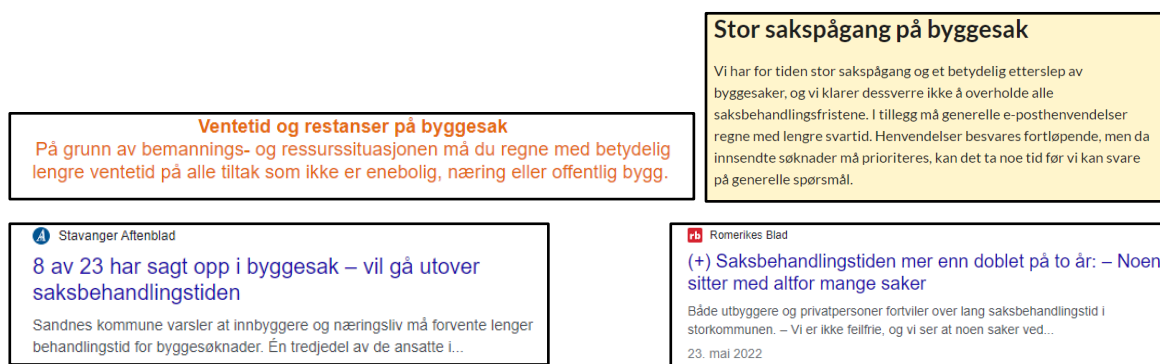 Stor sakspågang på byggesak
Vi har for tiden stor sakspågang og et betydelig etterslep av
byggesaker, og vi klarer dessverre ikke å overholde alle
saksbehandlingsfristene. I tillegg må generelle e-posthenvendelser
regne med lengre svartid. Henvendelser besvares fortløpende, men da
innsendte søknader må prioriteres, kan det ta noe tid før vi kan svare
på generelle spørsmål.
Ventetid og restanser på byggesak
På grunn av bemannings- og ressurssituasjonen må du regne med betydelig
lengre ventetid på alle tiltak som ikke er enebolig, næring eller offentlig bygg.
Stavanger Aftenblad
8 av 23 har sagt opp i byggesak – vil gå utover
saksbehandlingstiden
Sandnes kommune varsler at innbyggere og næringsliv må forvente lenger
behandlingstid for byggesøknader. Én tredjedel av de ansatte i...
rb Romerikes Blad
(+) Saksbehandlingstiden mer enn doblet på to år: – Noen
sitter med altfor mange saker
Både utbyggere og privatpersoner fortviler over lang saksbehandlingstid i
storkommunen. – Vi er ikke feilfrie, og vi ser at noen saker ved...
23. mai 2022